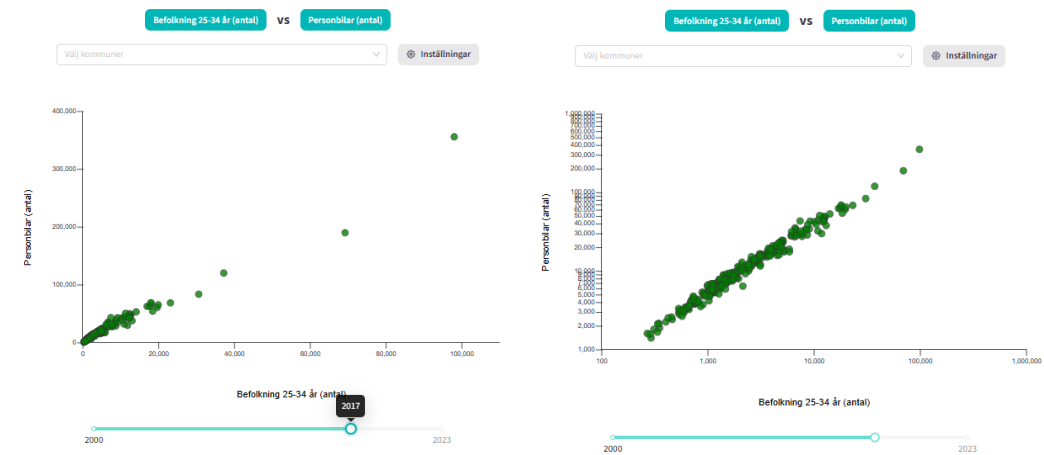 Befolkning 25-34 år (antal) vs Personbilar (antal)
Välj kommuner
Inställningar
400,000
300,000
200,000
100,000
0
Personbilar (antal)
0 20,000 40,000 60,000 80,000 100,000
Befolkning 25-34 år (antal)
2017
2000 2023
Befolkning 25-34 år (antal) vs Personbilar (antal)
Välj kommuner
Inställningar
1,000,000
700,000
600,000
500,000
400,000
300,000
200,000
100,000
70,000
60,000
50,000
40,000
30,000
20,000
10,000
7,000
6,000
5,000
4,000
3,000
2,000
1,000
Personbilar (antal)
100 1,000 10,000 100,000 1,000,000
Befolkning 25-34 år (antal)
2000 2023